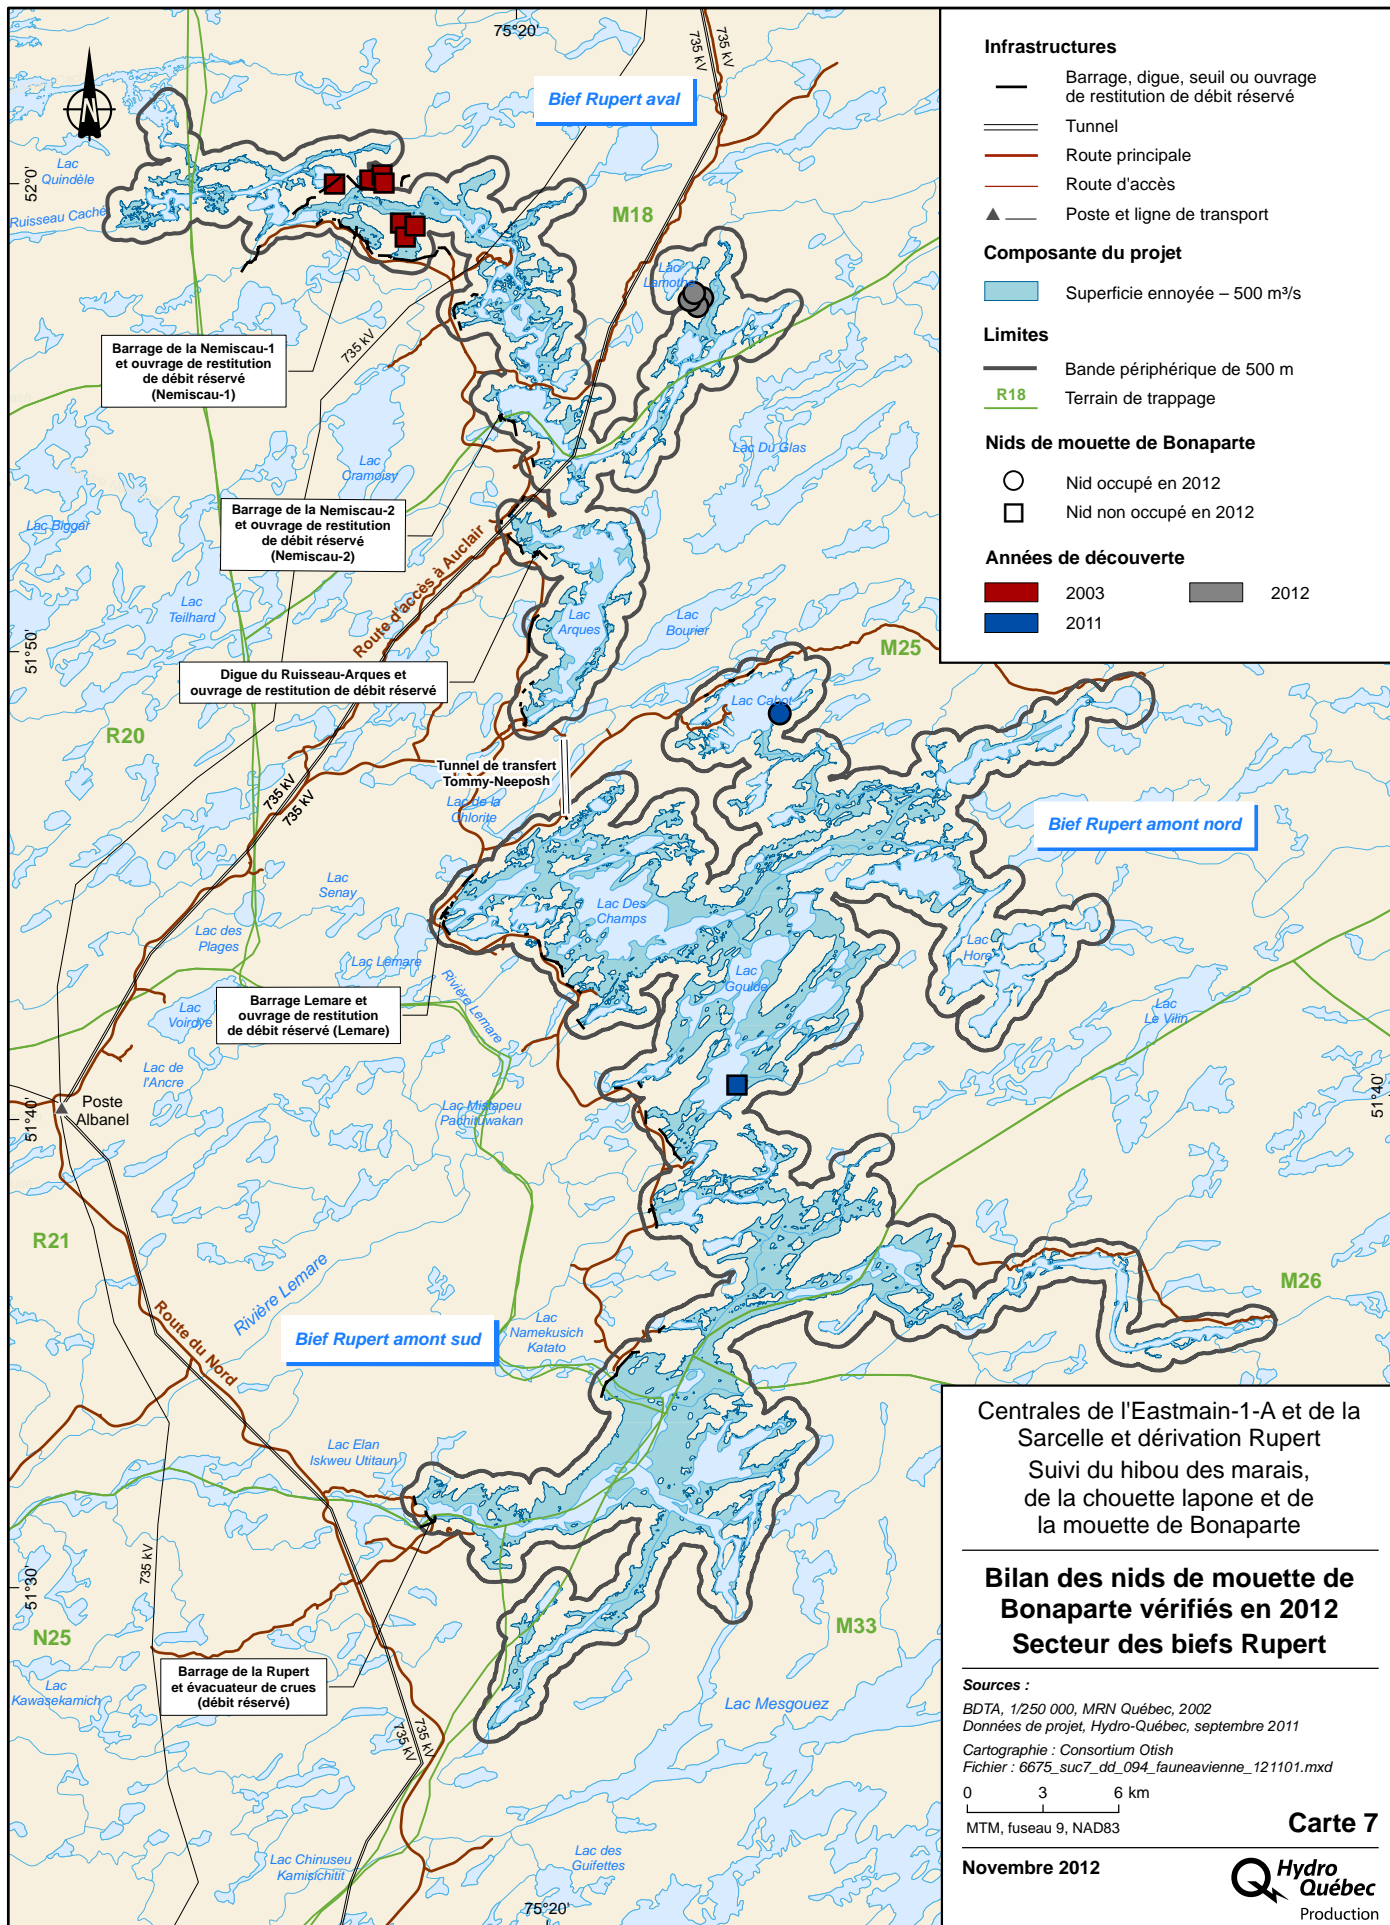 75°20'
735 kV
735 kV
Bief Rupert aval
Lac
Quindèle
52°0'
Ruisseau Caché
M18
Lac
Lamothe
Barrage de la Nemiscau-1
et ouvrage de restitution
de débit réservé
(Nemiscau-1)
735 kV
Lac
Cramoisy
Lac Du Glas
Lac Biggar
Barrage de la Nemiscau-2
et ouvrage de restitution
de débit réservé
(Nemiscau-2)
Route d'accès à Auclair
Lac
Teilhard
Lac
Arques
Lac
Bourier
51°50'
M25
Digue du Ruisseau-Arques et
ouvrage de restitution de débit réservé
Lac Cabot
R20
Tunnel de transfert
Tommy-Neeposh
735 kV
735 kV
Lac de la
Chlorite
Bief Rupert amont nord
Lac
Senay
Lac Des
Champs
Lac des
Plages
Lac
Hore
Lac Lemare
Lac
Goulde
Rivière Lemare
Barrage Lemare et
ouvrage de restitution
de débit réservé (Lemare)
Lac
Voirdye
Lac
Le Vilin
Lac de
l'Ancre
Poste
Albanel
Lac Mistapeu
Pachituwakan
51°40'
51°40'
R21
Rivière Lemare
M26
Route du Nord
Lac
Namekusich
Katato
Bief Rupert amont sud
Lac Elan
Iskweu Utitaun
735 kV
51°30'
N25
M33
Barrage de la Rupert
et évacuateur de crues
(débit réservé)
Lac
Kawasekamich
Lac Mesgouez
735 kV
735 kV
Lac Chinuseu
Kamisichitit
Lac des
Guifettes
75°20'
Infrastructures
Barrage, digue, seuil ou ouvrage
de restitution de débit réservé
Tunnel
Route principale
Route d'accès
Poste et ligne de transport
Composante du projet
Superficie ennoyée – 500 m³/s
Limites
Bande périphérique de 500 m
R18 Terrain de trappage
Nids de mouette de Bonaparte
Nid occupé en 2012
Nid non occupé en 2012
Années de découverte
2003 2012
2011
Centrales de l'Eastmain-1-A et de la
Sarcelle et dérivation Rupert
Suivi du hibou des marais,
de la chouette lapone et de
la mouette de Bonaparte
Bilan des nids de mouette de
Bonaparte vérifiés en 2012
Secteur des biefs Rupert
Sources :
BDTA, 1/250 000, MRN Québec, 2002
Données de projet, Hydro-Québec, septembre 2011
Cartographie : Consortium Otish
Fichier : 6675_suc7_dd_094_fauneavienne_121101.mxd
0 3 6 km
MTM, fuseau 9, NAD83
Carte 7
Novembre 2012
Hydro
Québec
Production